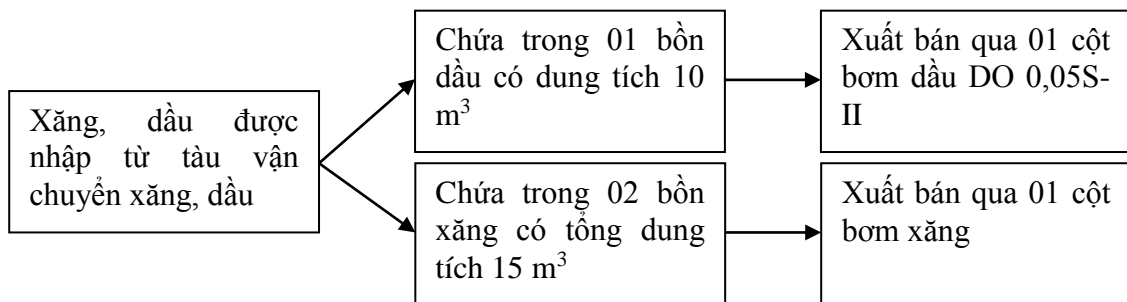 Xăng, dầu được
nhập từ tàu vận
chuyển xăng, dầu
Chứa trong 01 bồn
dầu có dung tích 10
m³
Xuất bán qua 01 cột
bơm dầu DO 0,05S-
II
Chứa trong 02 bồn
xăng có tổng dung
tích 15 m³
Xuất bán qua 01 cột
bơm xăng